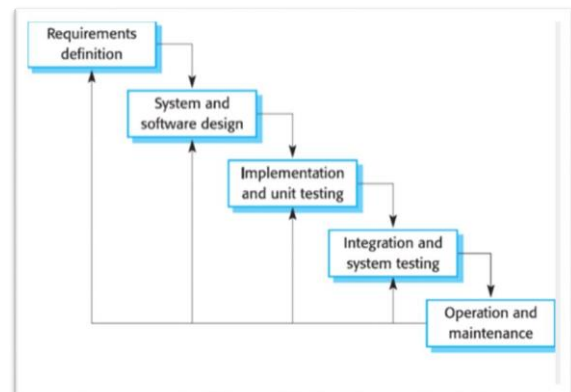 Requirements
definition
System and
software design
Implementation
and unit testing
Integration and
system testing
Operation and
maintenance